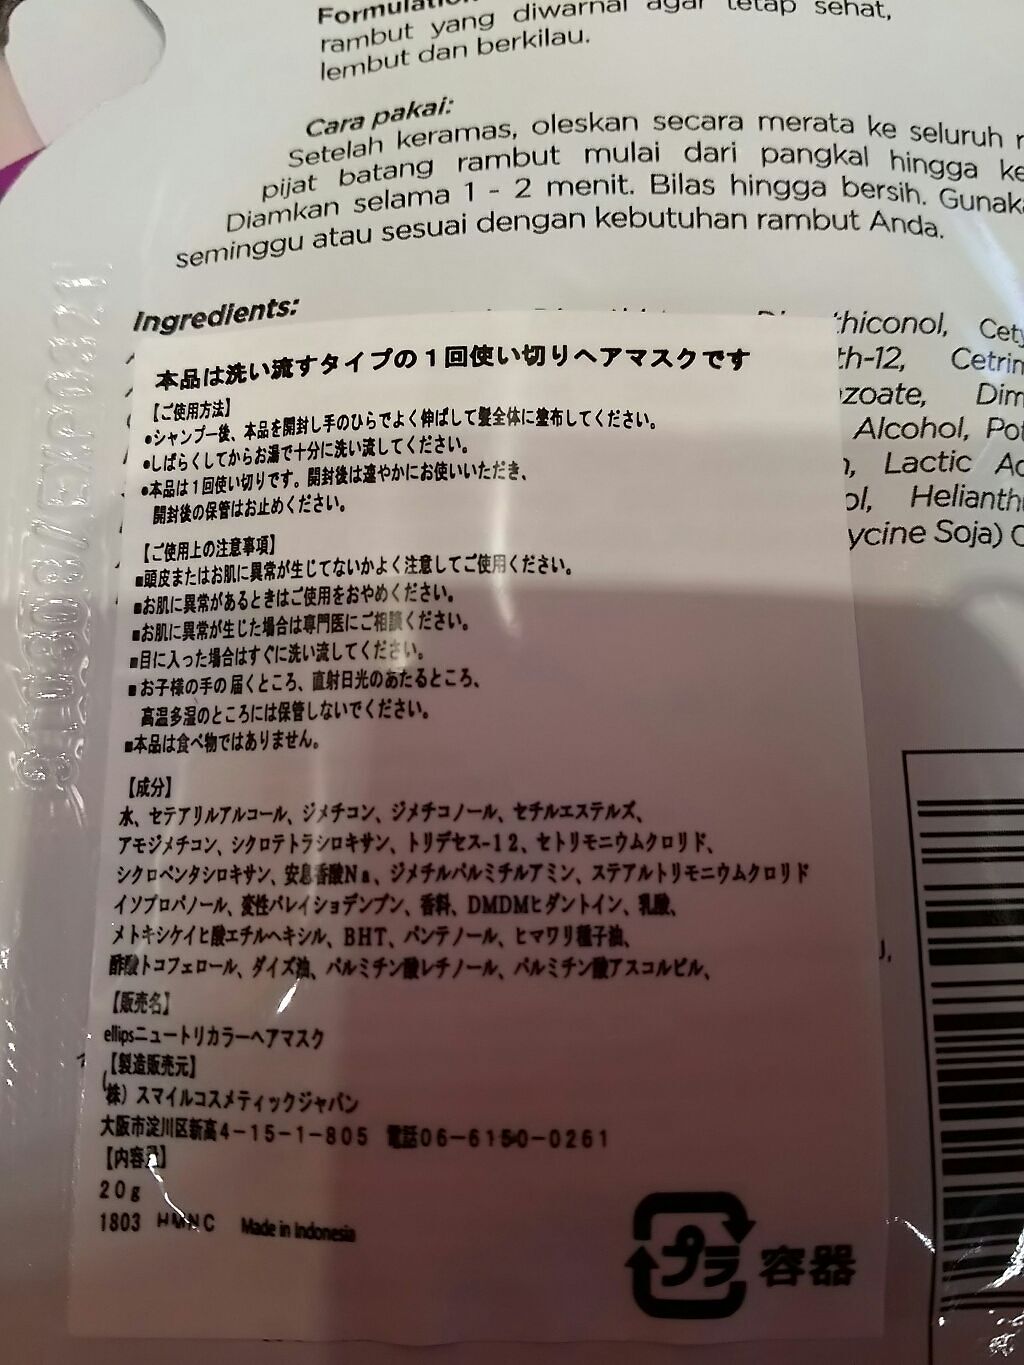 rambut yang diwarnai agar tetap sehat,
lembut dan berkilau.
Cara pakai:
Setelah keramas, oleskan secara merata ke seluruh
pijat batang rambut mulai dari pangkal hingga
Diamkan selama 1 - 2 menit. Bilas hingga bersih.
seminggu atau sesuai dengan kebutuhan rambut Anda.
Ingredients:
本品は洗い流すタイプの1回使い切りヘアマスクです
【ご使用方法】
●シャンプー後、本品を開封し手のひらでよく伸ばして髪全体に塗布してください。
●しばらくしてからお湯で十分に洗い流してください。
●本品は1回使い切りです。開封後は速やかにお使いいただき、
開封後の保管はお止めください。
【ご使用上の注意事項】
■頭皮またはお肌に異常が生じてないかよく注意してご使用ください。
■お肌に異常があるときはご使用をおやめください。
■お肌に異常が生じた場合は専門医にご相談ください。
■目に入った場合はすぐに洗い流してください。
■お子様の手の届くところ、直射日光のあたるところ、
高温多湿のところには保管しないでください。
■本品は食べ物ではありません。
【成分】
水、セテアリルアルコール、ジメチコン、ジメチコノール、セチルエステルズ、
アモジメチコン、シクロテトラシロキサン、トリデセス-12、セトリモニウムクロリド、
シクロペンタシロキサン、安息香酸Na、ジメチルパルミチルアミン、ステアルトリモニウムクロリド
イソプロパノール、変性バレイショデンプン、香料、DMDMヒダントイン、乳酸、
メトキシケイヒ酸エチルヘキシル、BHT、パンテノール、ヒマワリ種子油、
酢酸トコフェロール、ダイズ油、パルミチン酸レチノール、パルミチン酸アスコルビル、
【販売名】
ellipsニュートリカラーヘアマスク
【製造販売元】
(株) スマイルコスメティックジャパン
大阪市淀川区新高4-15-1-805 電話06-6150-0261
【内容量】
20g
1803 HMNC Made in Indonesia
プラ 容器
Alcohol,
Lactic
ycine Soja)